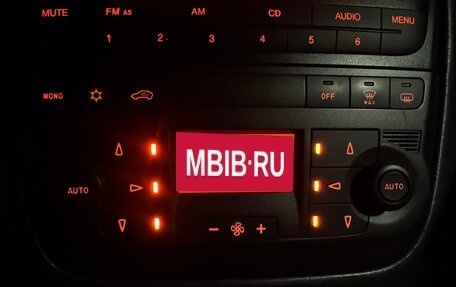 MUTE FM AS AM CD AUDIO MENU
1 2 3 4 5 6
MONO OFF MAX
AUTO MBIB·RU AUTO
− +